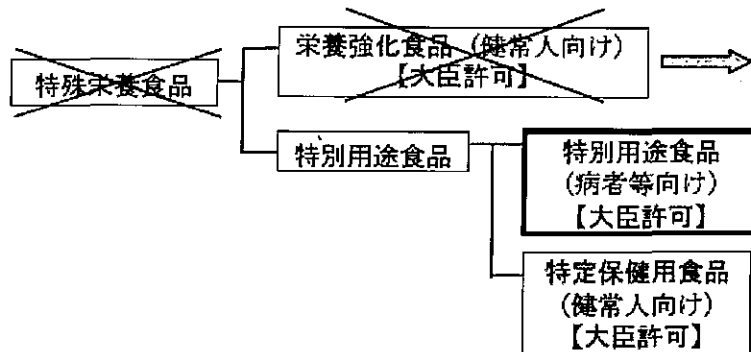 特殊栄養食品
栄養強化食品（健常人向け）
【大臣許可】
特別用途食品
特別用途食品
(病者等向け)
【大臣許可】
特定保健用食品
(健常人向け)
【大臣許可】